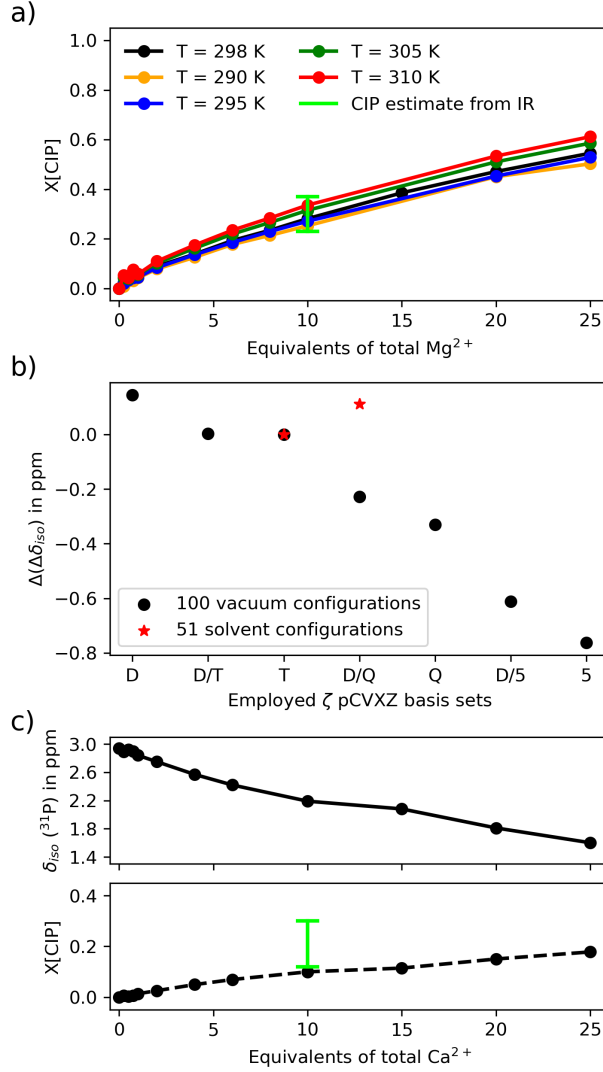 a)
1.0
0.8
0.6
0.4
0.2
0.0
X[CIP]
T = 298 K
T = 290 K
T = 295 K
T = 305 K
T = 310 K
CIP estimate from IR
0 5 10 15 20 25
Equivalents of total Mg²⁺
b)
0.0
−0.2
−0.4
−0.6
−0.8
Δ(Δδ_iso) in ppm
100 vacuum configurations
51 solvent configurations
D D/T T D/Q Q D/5 5
Employed ζ pCVXZ basis sets
c)
3.0
2.6
2.2
1.8
1.4
δ_iso (³¹P) in ppm
0.4
0.2
0.0
X[CIP]
0 5 10 15 20 25
Equivalents of total Ca²⁺